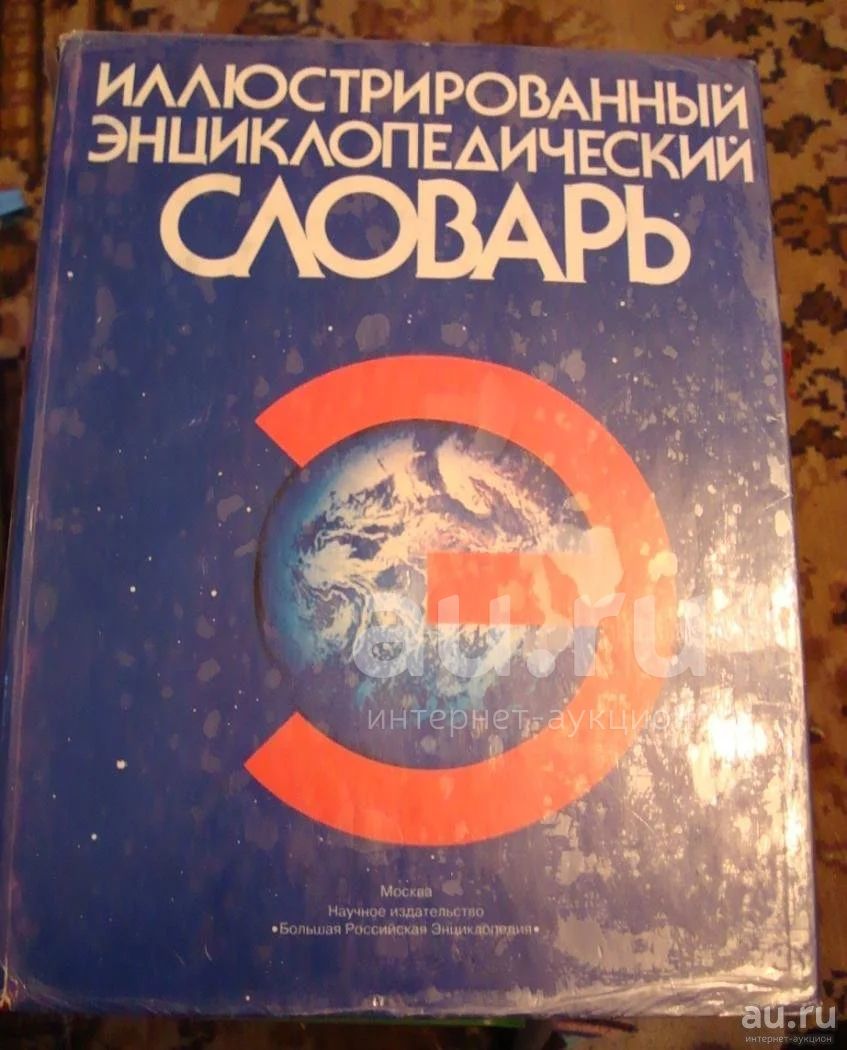 ИЛЛЮСТРИРОВАННЫЙ
ЭНЦИКЛОПЕДИЧЕСКИЙ
СЛОВАРЬ
Э
au.ru
интернет-аукцион
Москва
Научное издательство
•Большая Российская Энциклопедия•
au.ru
интернет-аукцион